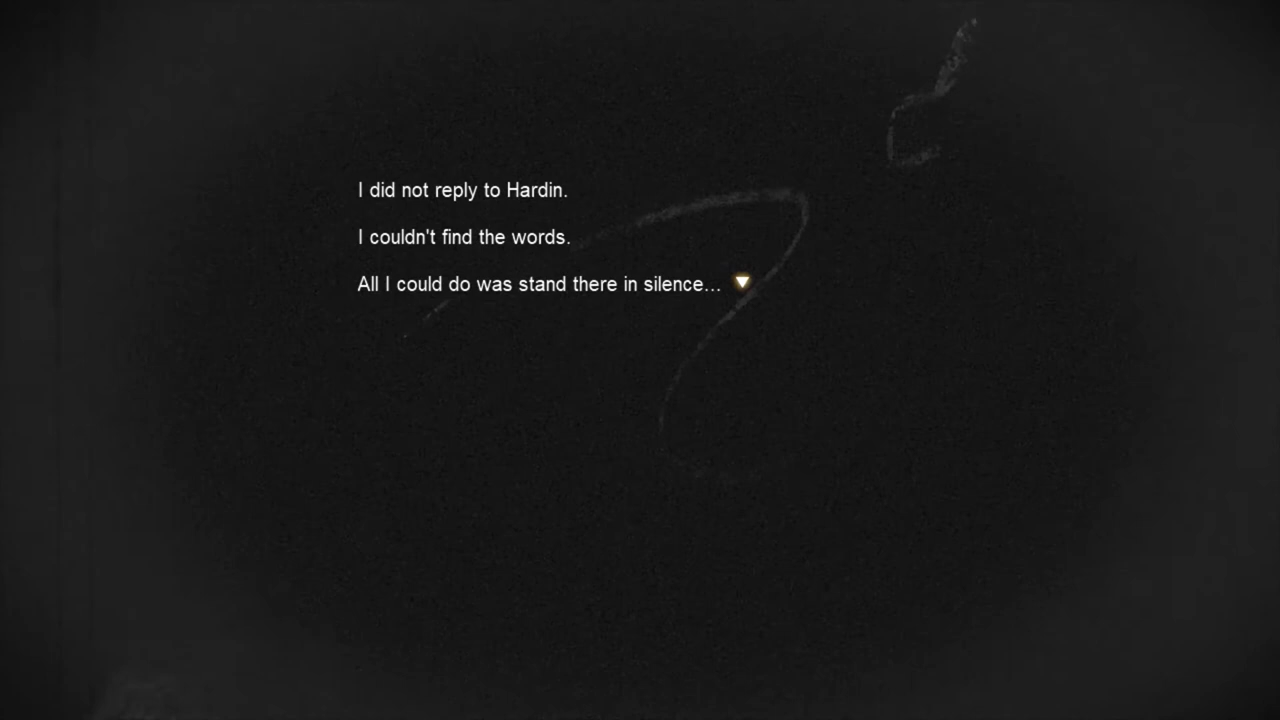 I did not reply to Hardin.
I couldn't find the words.
All I could do was stand there in silence...